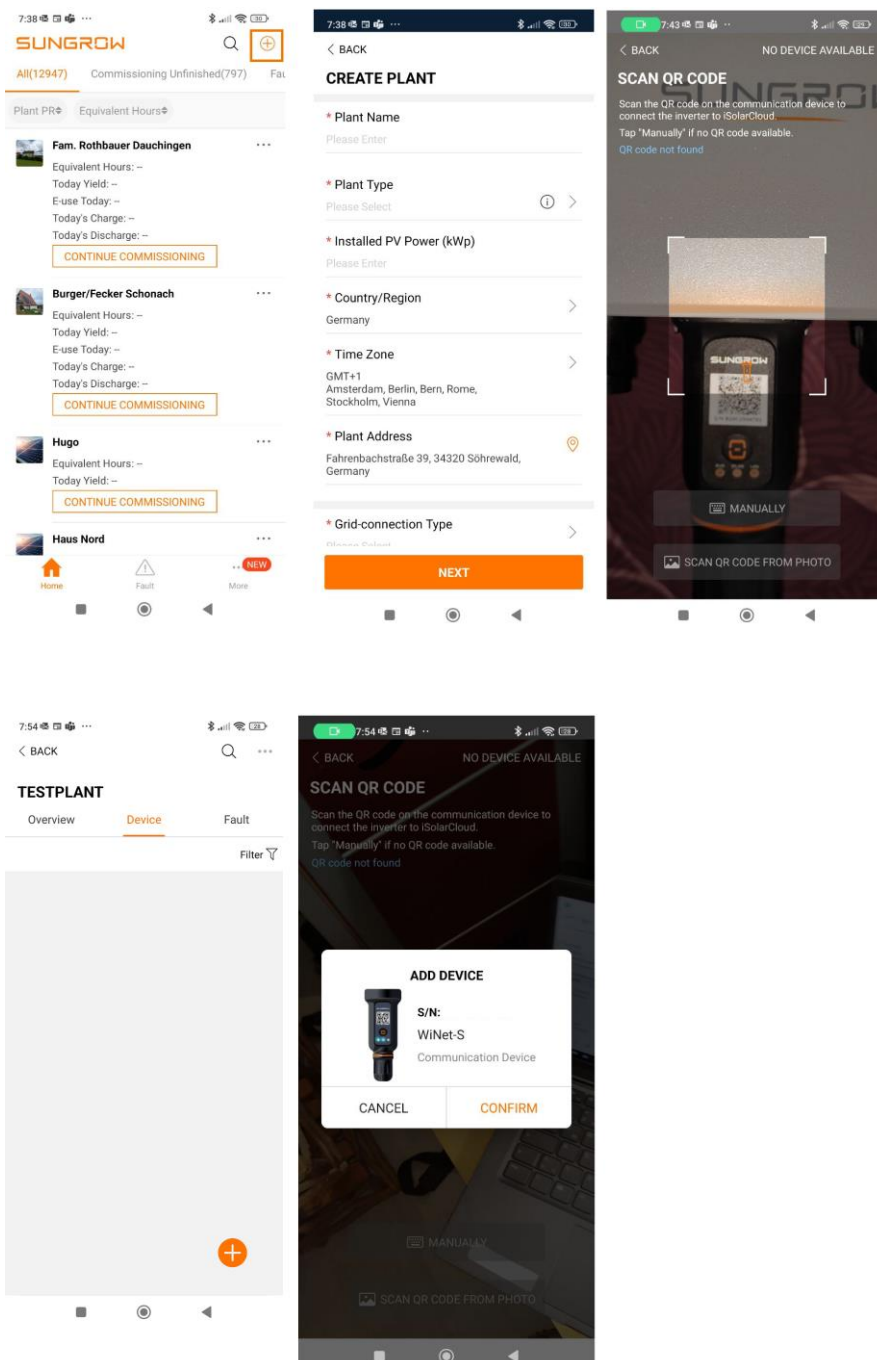 7:38
30
SUNGROW
All(12947) Commissioning Unfinished(797) Fau
Plant PR Equivalent Hours
Fam. Rothbauer Dauchingen
Equivalent Hours: --
Today Yield: --
E-use Today: --
Today's Charge: --
Today's Discharge: --
CONTINUE COMMISSIONING
Burger/Fecker Schonach
Equivalent Hours: --
Today Yield: --
E-use Today: --
Today's Charge: --
Today's Discharge: --
CONTINUE COMMISSIONING
Hugo
Equivalent Hours: --
Today Yield: --
CONTINUE COMMISSIONING
Haus Nord
NEW
Home Fault More
7:38
30
< BACK
CREATE PLANT
* Plant Name
Please Enter
* Plant Type
Please Select
* Installed PV Power (kWp)
Please Enter
* Country/Region
Germany
* Time Zone
GMT+1
Amsterdam, Berlin, Bern, Rome,
Stockholm, Vienna
* Plant Address
Fahrenbachstraße 39, 34320 Söhrewald,
Germany
* Grid-connection Type
Please Select
NEXT
7:43
29
< BACK NO DEVICE AVAILABLE
SCAN QR CODE
Scan the QR code on the communication device to
connect the inverter to iSolarCloud.
Tap "Manually" if no QR code available.
QR code not found
SUNGROW
MANUALLY
SCAN QR CODE FROM PHOTO
7:54
28
< BACK
TESTPLANT
Overview Device Fault
Filter
7:54
28
< BACK NO DEVICE AVAILABLE
SCAN QR CODE
Scan the QR code on the communication device to
connect the inverter to iSolarCloud.
Tap "Manually" if no QR code available.
QR code not found
ADD DEVICE
S/N:
WiNet-S
Communication Device
CANCEL CONFIRM
MANUALLY
SCAN QR CODE FROM PHOTO